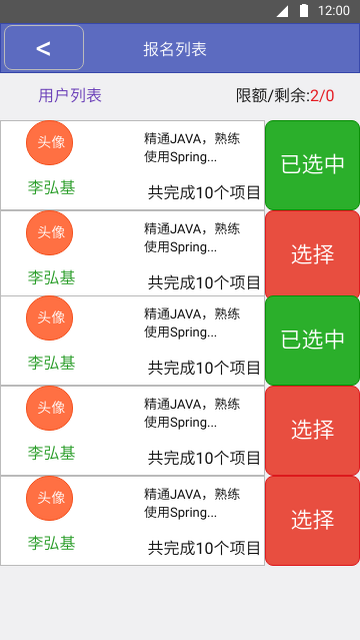 12:00
< 报名列表
用户列表 限额/剩余:2/0
头像 精通JAVA，熟练
使用Spring... 已选中
李弘基 共完成10个项目
头像 精通JAVA，熟练
使用Spring... 选择
李弘基 共完成10个项目
头像 精通JAVA，熟练
使用Spring... 已选中
李弘基 共完成10个项目
头像 精通JAVA，熟练
使用Spring... 选择
李弘基 共完成10个项目
头像 精通JAVA，熟练
使用Spring... 选择
李弘基 共完成10个项目